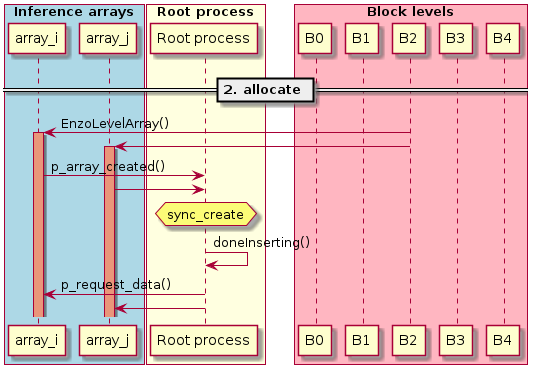 Inference arrays Root process Block levels
array_i array_j Root process B0 B1 B2 B3 B4
2. allocate
EnzoLevelArray()
p_array_created()
sync_create
doneInserting()
p_request_data()
array_i array_j Root process B0 B1 B2 B3 B4